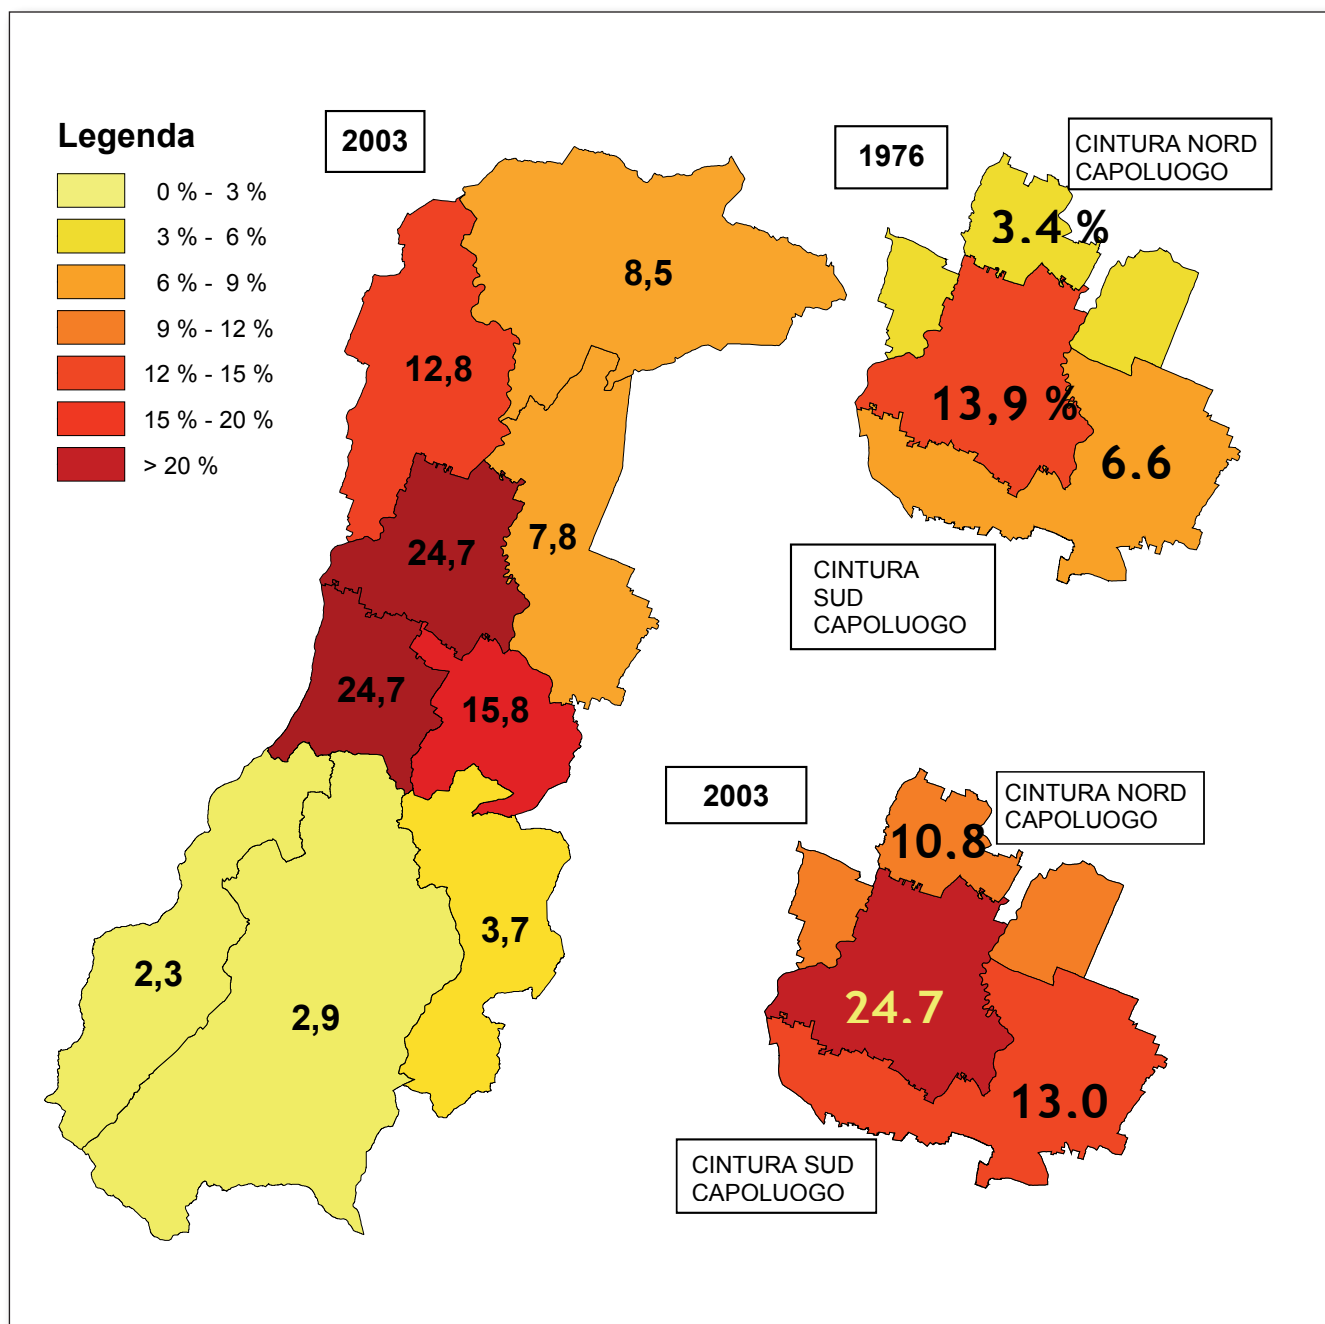 Legenda
0 % - 3 %
3 % - 6 %
6 % - 9 %
9 % - 12 %
12 % - 15 %
15 % - 20 %
> 20 %
2003
8,5
12,8
7,8
24,7
24,7
15,8
3,7
2,3
2,9
1976
CINTURA NORD
CAPOLUOGO
3.4 %
13,9 %
6.6
CINTURA
SUD
CAPOLUOGO
2003
CINTURA NORD
CAPOLUOGO
10.8
24.7
13.0
CINTURA SUD
CAPOLUOGO